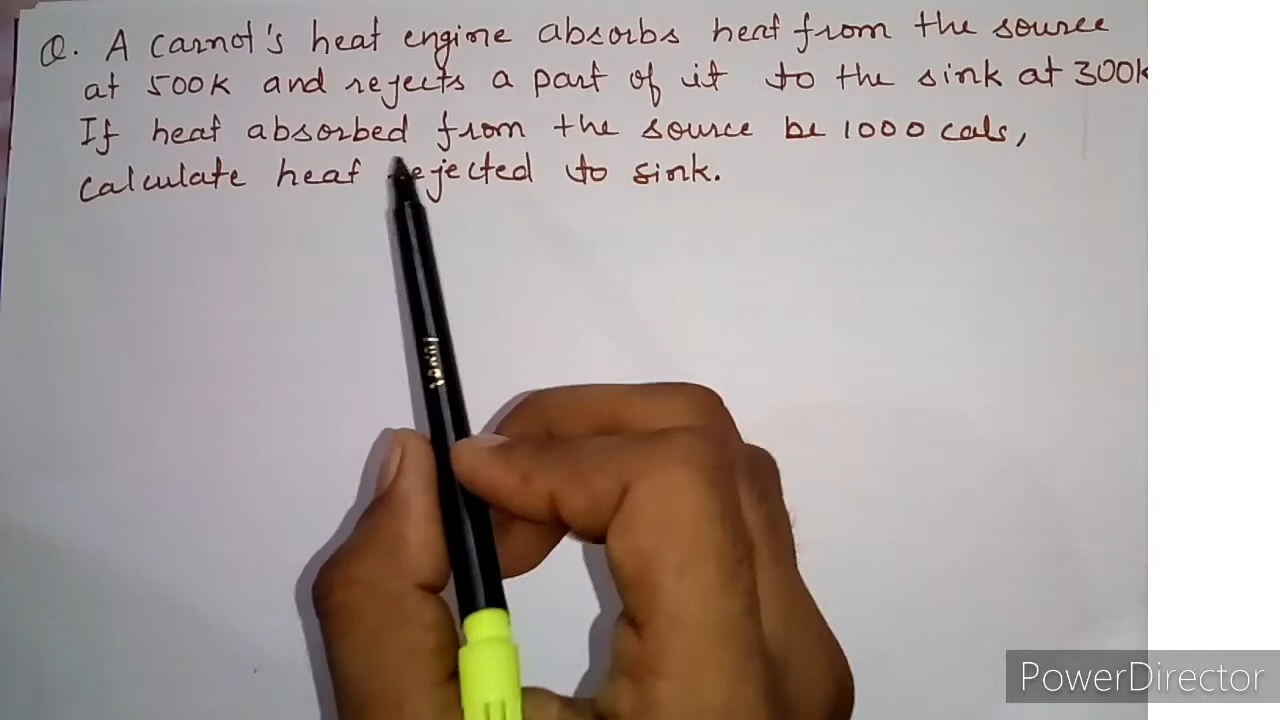 Q. A Carnot's heat engine absorbs heat from the source
at 500K and rejects a part of it to the sink at 300K
If heat absorbed from the source be 1000 cals,
calculate heat rejected to sink.
PowerDirector